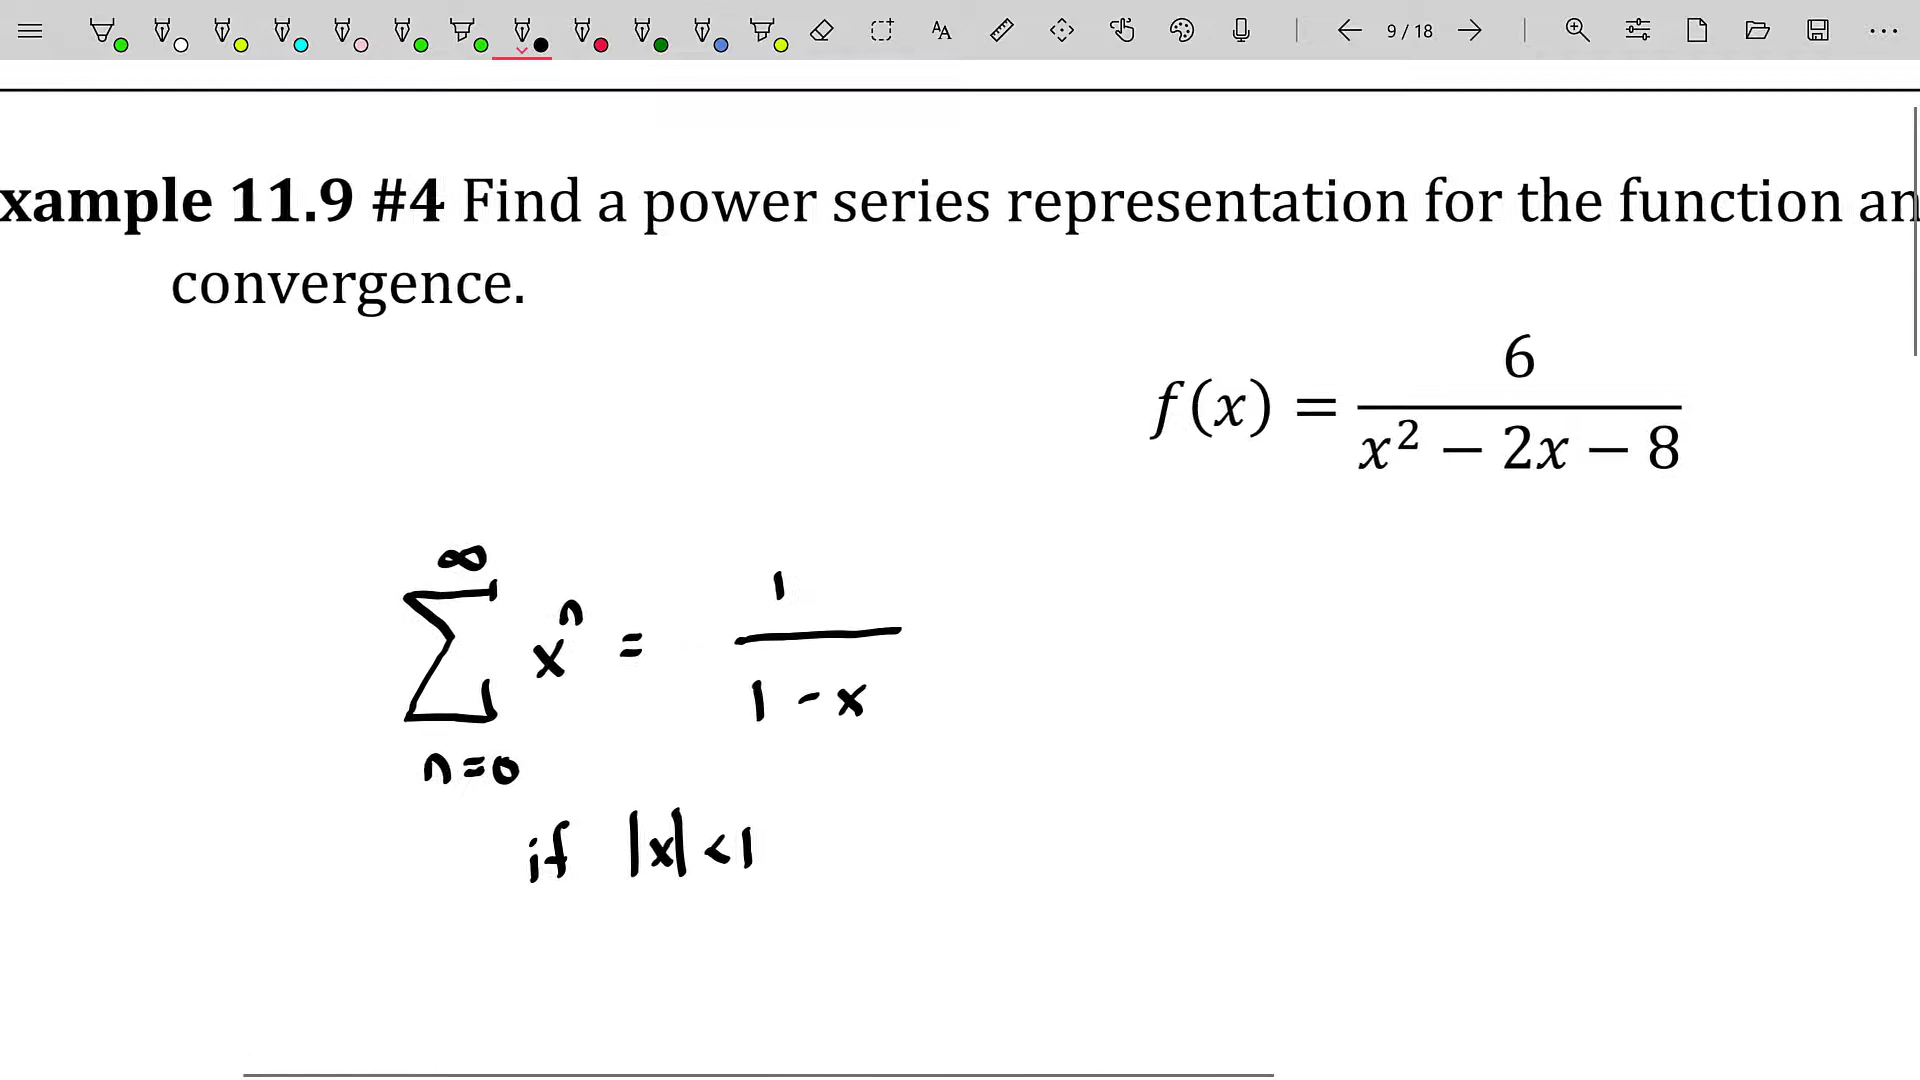 9 / 18
xample 11.9 #4 Find a power series representation for the function an
convergence.
f(x) = 6 / (x² − 2x − 8)
∞
∑ xⁿ = 1 / (1 - x)
n=0
if |x| < 1